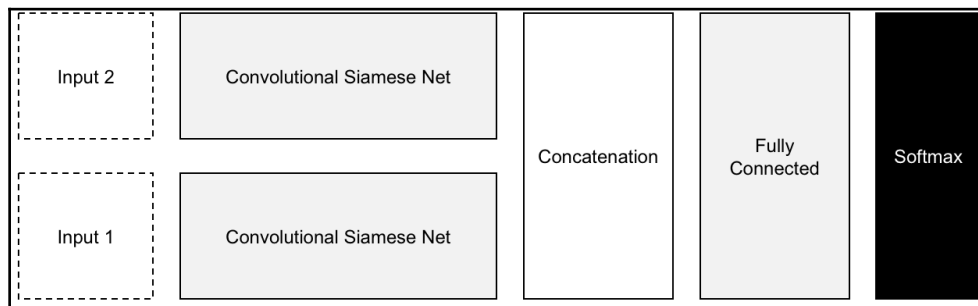 Input 2
Convolutional Siamese Net
Concatenation
Fully
Connected
Softmax
Input 1
Convolutional Siamese Net